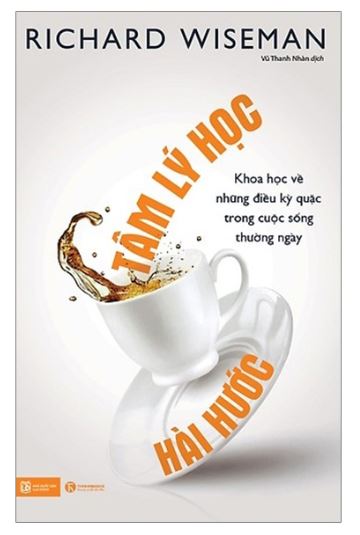 RICHARD WISEMAN
Vũ Thanh Nhàn dịch
TÂM LÝ HỌC
Khoa học về
những điều kỳ quặc
trong cuộc sống
thường ngày
HÀI HƯỚC